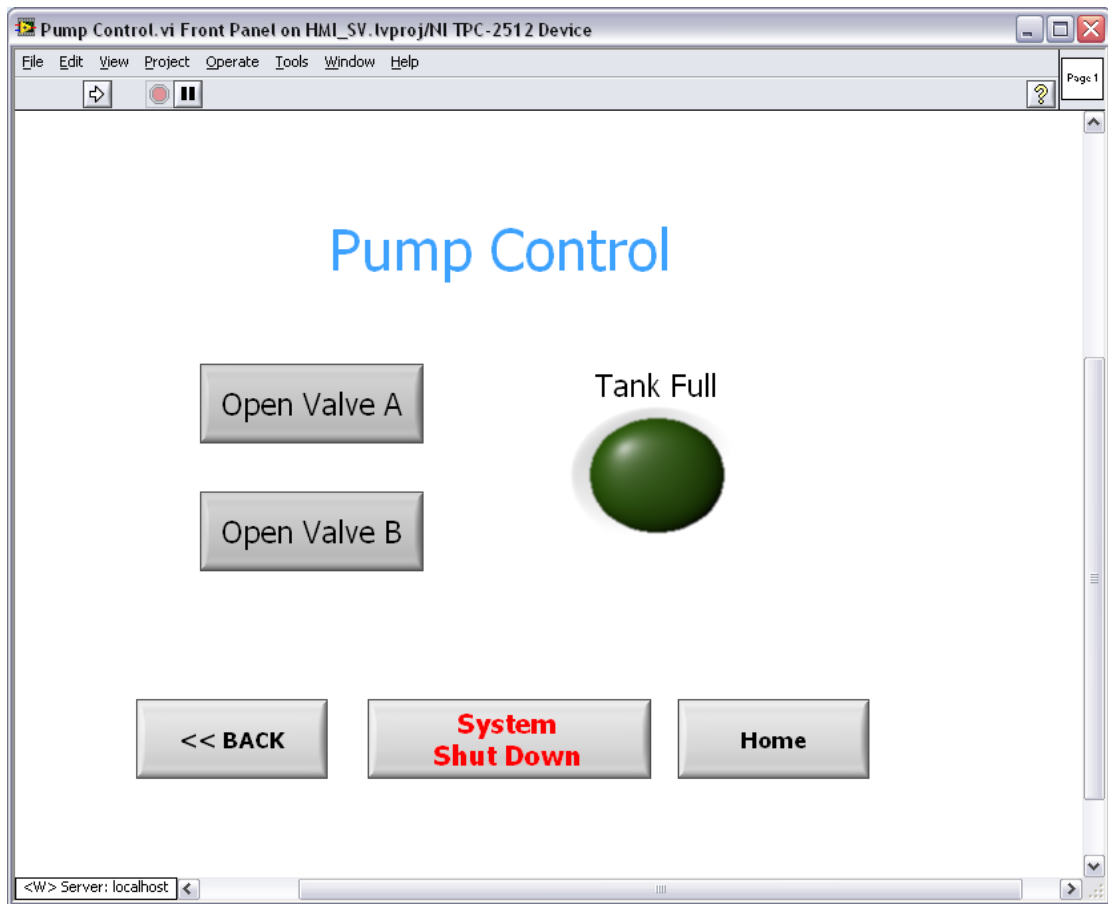 Pump Control.vi Front Panel on HMI_SV.lvproj/NI TPC-2512 Device
File Edit View Project Operate Tools Window Help
Page 1
Pump Control
Open Valve A
Tank Full
Open Valve B
<< BACK
System
Shut Down
Home
<W> Server: localhost